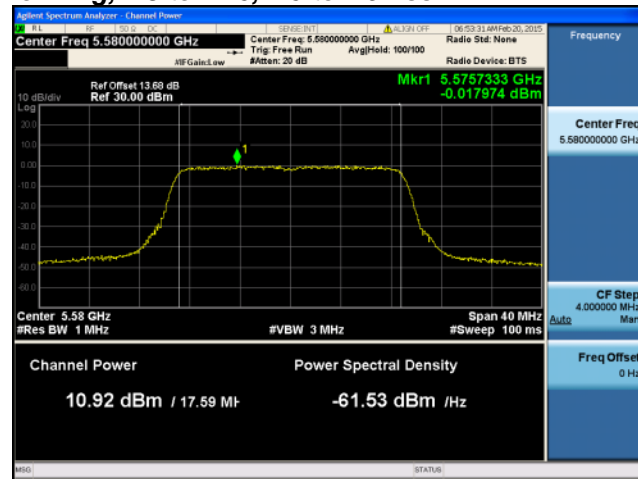 Agilent Spectrum Analyzer - Channel Power
RL RF 50 Ω DC SENSE:INT ALIGN OFF 06:53:31 AM Feb 20, 2015
Center Freq 5.580000000 GHz
Center Freq: 5.580000000 GHz
Radio Std: None
Trig: Free Run Avg|Hold: 100/100
#IFGain:Low #Atten: 20 dB Radio Device: BTS
Frequency
Ref Offset 13.68 dB
10 dB/div Ref 30.00 dBm
Mkr1 5.5757333 GHz
-0.017974 dBm
Log
20.0
10.0
1
0.00
-10.0
-20.0
-30.0
-40.0
-50.0
-60.0
Center Freq
5.580000000 GHz
CF Step
4.000000 MHz
Auto Man
Freq Offset
0 Hz
Center 5.58 GHz Span 40 MHz
#Res BW 1 MHz #VBW 3 MHz #Sweep 100 ms
Channel Power Power Spectral Density
10.92 dBm / 17.59 MH -61.53 dBm /Hz
MSG STATUS